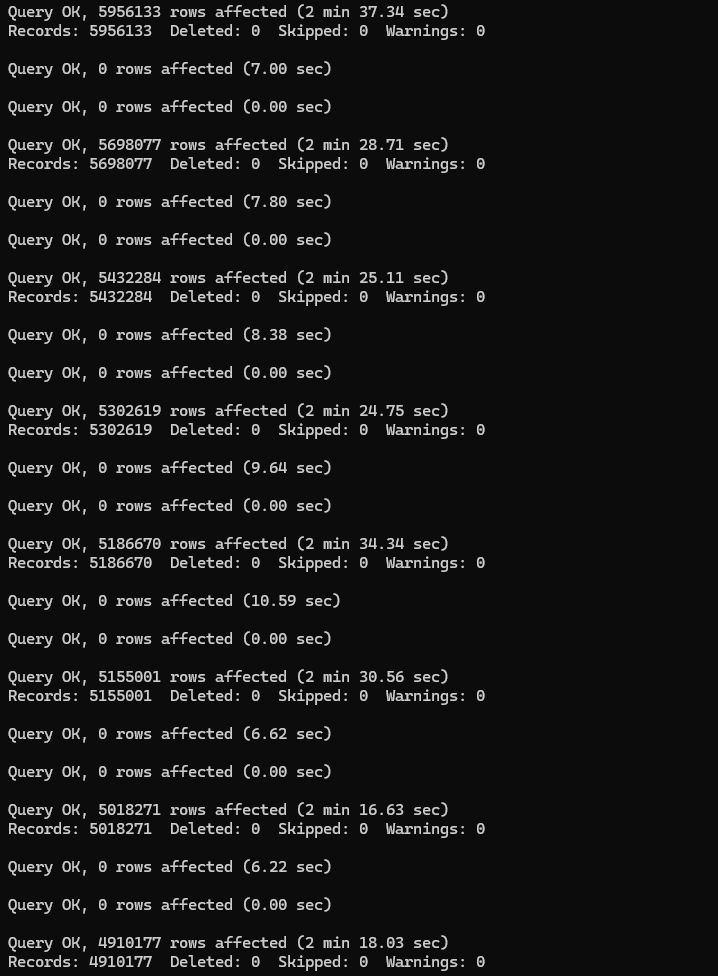 Query OK, 5956133 rows affected (2 min 37.34 sec)
Records: 5956133  Deleted: 0  Skipped: 0  Warnings: 0
Query OK, 0 rows affected (7.00 sec)
Query OK, 0 rows affected (0.00 sec)
Query OK, 5698077 rows affected (2 min 28.71 sec)
Records: 5698077  Deleted: 0  Skipped: 0  Warnings: 0
Query OK, 0 rows affected (7.80 sec)
Query OK, 0 rows affected (0.00 sec)
Query OK, 5432284 rows affected (2 min 25.11 sec)
Records: 5432284  Deleted: 0  Skipped: 0  Warnings: 0
Query OK, 0 rows affected (8.38 sec)
Query OK, 0 rows affected (0.00 sec)
Query OK, 5302619 rows affected (2 min 24.75 sec)
Records: 5302619  Deleted: 0  Skipped: 0  Warnings: 0
Query OK, 0 rows affected (9.64 sec)
Query OK, 0 rows affected (0.00 sec)
Query OK, 5186670 rows affected (2 min 34.34 sec)
Records: 5186670  Deleted: 0  Skipped: 0  Warnings: 0
Query OK, 0 rows affected (10.59 sec)
Query OK, 0 rows affected (0.00 sec)
Query OK, 5155001 rows affected (2 min 30.56 sec)
Records: 5155001  Deleted: 0  Skipped: 0  Warnings: 0
Query OK, 0 rows affected (6.62 sec)
Query OK, 0 rows affected (0.00 sec)
Query OK, 5018271 rows affected (2 min 16.63 sec)
Records: 5018271  Deleted: 0  Skipped: 0  Warnings: 0
Query OK, 0 rows affected (6.22 sec)
Query OK, 0 rows affected (0.00 sec)
Query OK, 4910177 rows affected (2 min 18.03 sec)
Records: 4910177  Deleted: 0  Skipped: 0  Warnings: 0